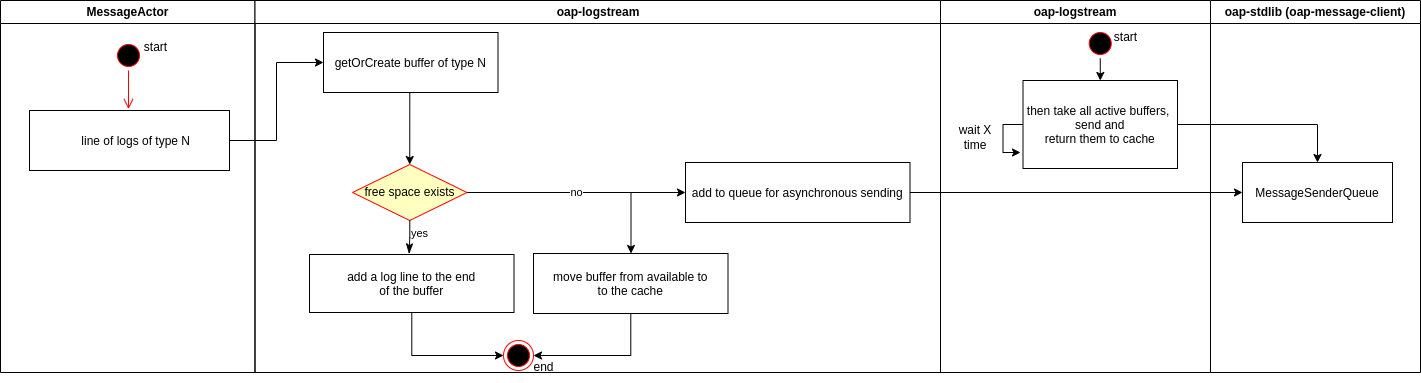 MessageActor
oap-logstream
oap-logstream
oap-stdlib (oap-message-client)
start
line of logs of type N
getOrCreate buffer of type N
free space exists
no
yes
add to queue for asynchronous sending
add a log line to the end
of the buffer
move buffer from available to
to the cache
end
start
then take all active buffers,
send and
return them to cache
wait X
time
MessageSenderQueue